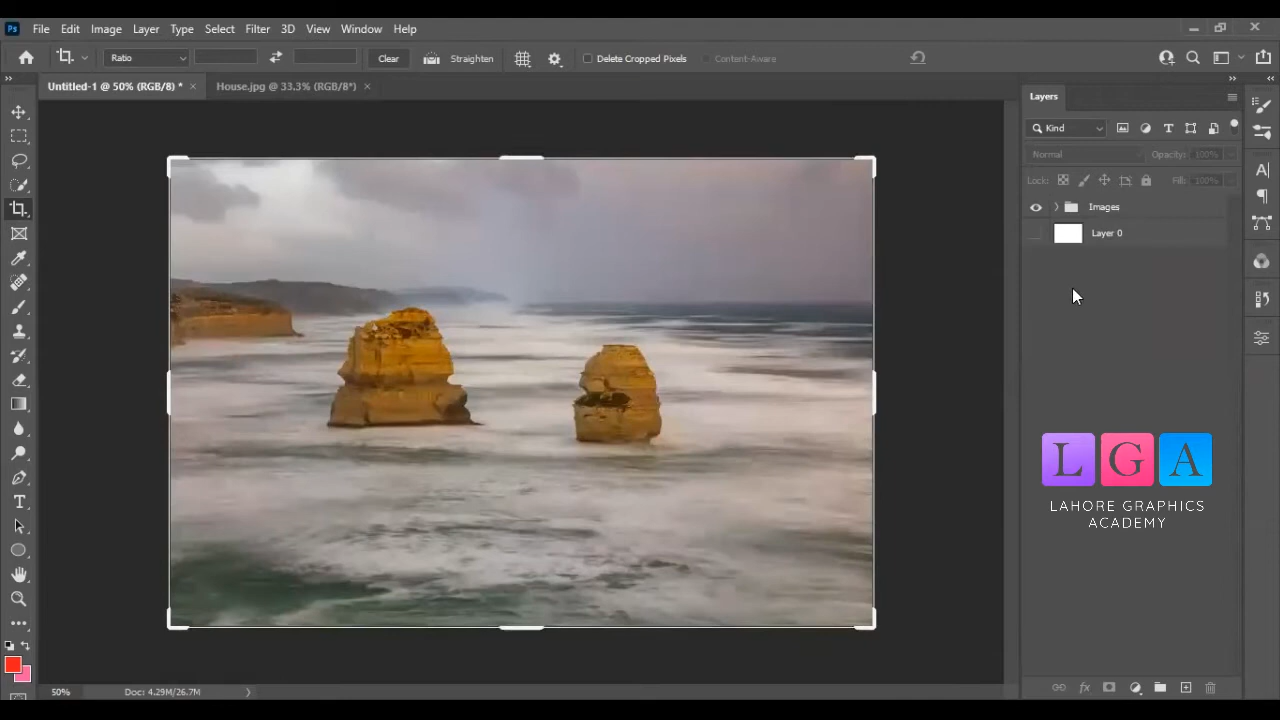 Ps File Edit Image Layer Type Select Filter 3D View Window Help
Ratio Clear Straighten Delete Cropped Pixels Content-Aware
Untitled-1 @ 50% (RGB/8) * × House.jpg @ 33.3% (RGB/8*) ×
Layers
Kind
Normal Opacity: 100%
Lock: Fill: 100%
Images
Layer 0
L G A
LAHORE GRAPHICS
ACADEMY
50% Doc: 4.29M/26.7M